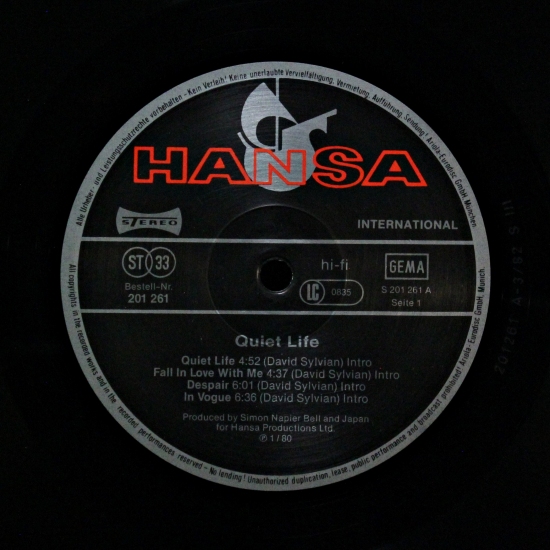 Alle Urheber- und Leistungsschutzrechte vorbehalten - Kein Verleih! Keine unerlaubte Vervielfältigung, Vermietung, Aufführung, Sendung! Ariola-Eurodisc GmbH, München.
HANSA
STEREO
INTERNATIONAL
ST 33
hi-fi
GEMA
Bestell-Nr.
201 261
LC 0835
S 201 261 A
Seite 1
Quiet Life
Quiet Life 4:52 (David Sylvian) Intro
Fall In Love With Me 4:37 (David Sylvian) Intro
Despair 6:01 (David Sylvian) Intro
In Vogue 6:36 (David Sylvian) Intro
Produced by Simon Napier Bell and Japan
for Hansa Productions Ltd.
℗ 1/80
All copyrights in the recorded works and in the recorded performances reserved - No lending! Unauthorized duplication, lease, public performance and broadcast prohibited! Ariola-Eurodisc GmbH, Munich.